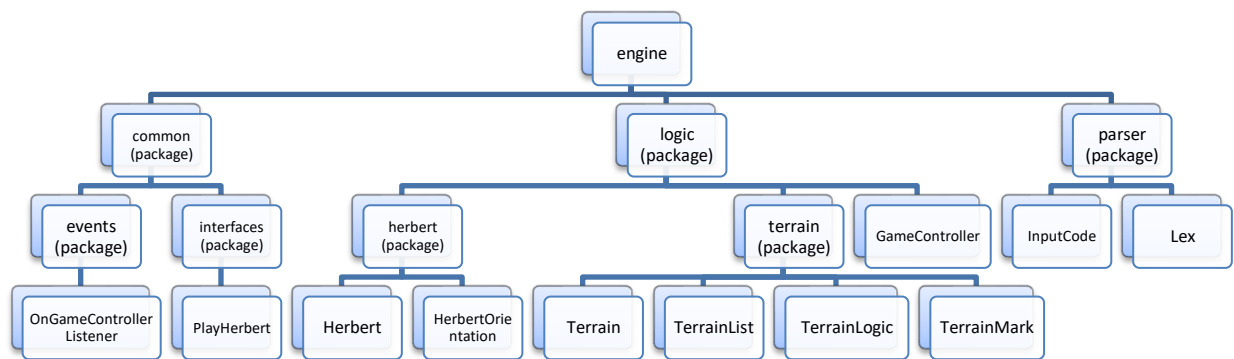 engine
common
(package)
logic
(package)
parser
(package)
events
(package)
interfaces
(package)
herbert
(package)
terrain
(package)
GameController
InputCode
Lex
OnGameController
Listener
PlayHerbert
Herbert
HerbertOrie
ntation
Terrain
TerrainList
TerrainLogic
TerrainMark